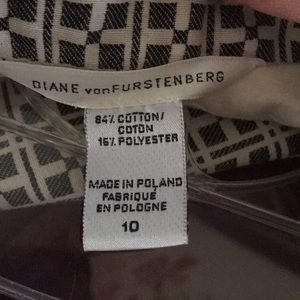 DIANE VON FURSTENBERG
84% COTTON/
COTON
16% POLYESTER
MADE IN POLAND
FABRIQUÉ
EN POLOGNE
10